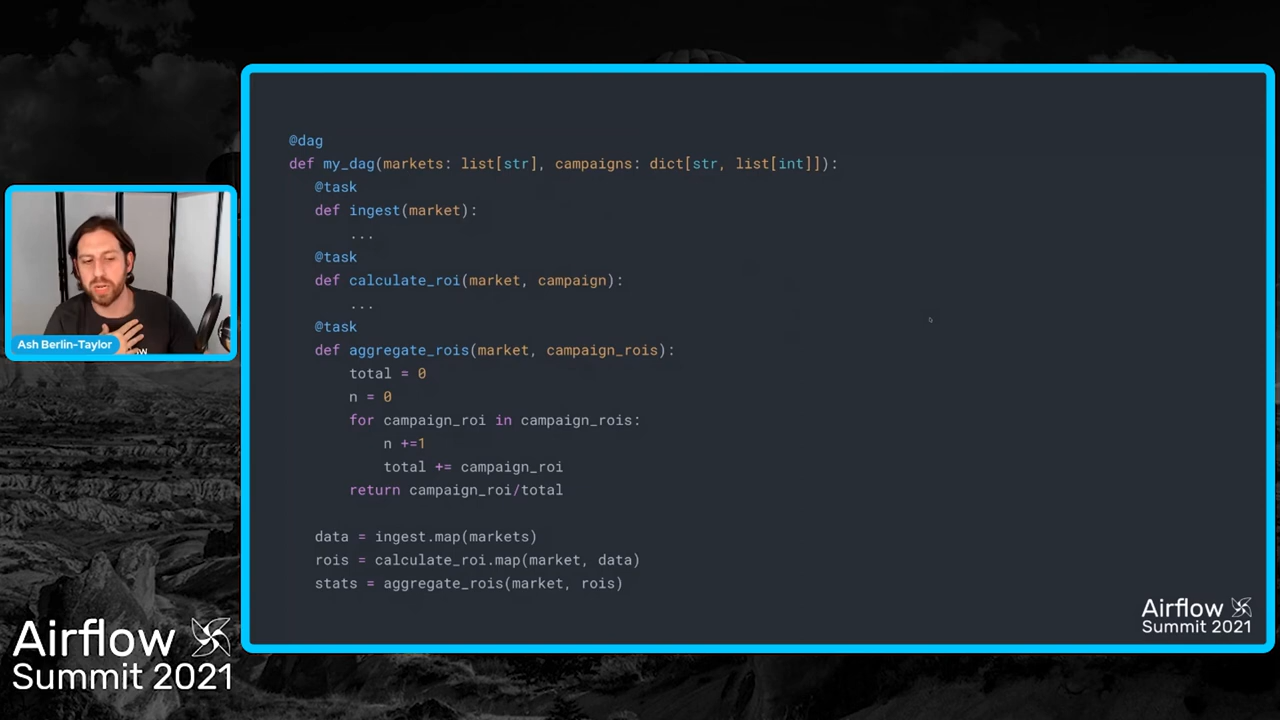 @dag
def my_dag(markets: list[str], campaigns: dict[str, list[int]]):
    @task
    def ingest(market):
        ...
    @task
    def calculate_roi(market, campaign):
        ...
    @task
    def aggregate_rois(market, campaign_rois):
        total = 0
        n = 0
        for campaign_roi in campaign_rois:
            n +=1
            total += campaign_roi
        return campaign_roi/total
    data = ingest.map(markets)
    rois = calculate_roi.map(market, data)
    stats = aggregate_rois(market, rois)
Ash Berlin-Taylor
Airflow
Summit 2021
Airflow
Summit 2021